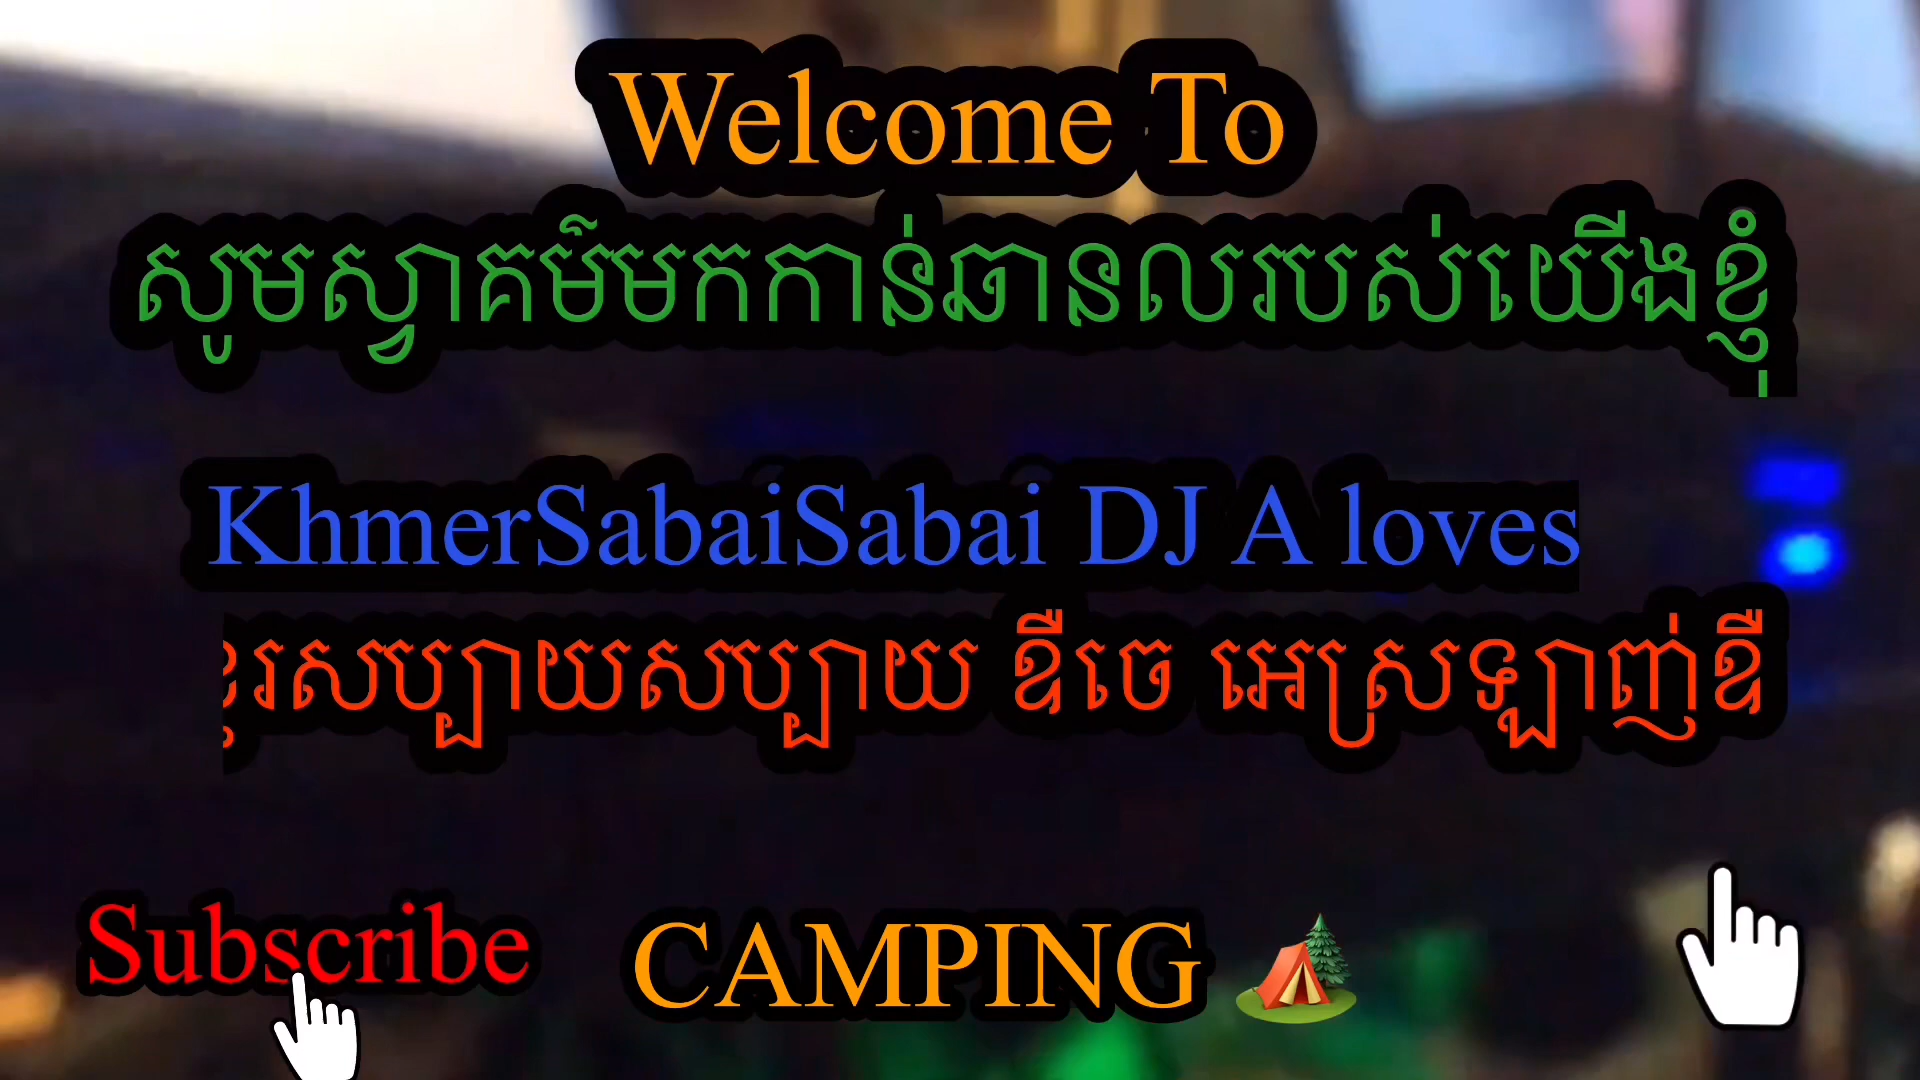 Welcome To
សូមស្វាគមន៍មកកាន់ឆានលរបស់យើងខ្ញុំ
KhmerSabaiSabai DJ A loves
សប្បាយសប្បាយ ឌីចេ អេស្រឡាញ់ឌី
Subscribe
CAMPING 🏕️